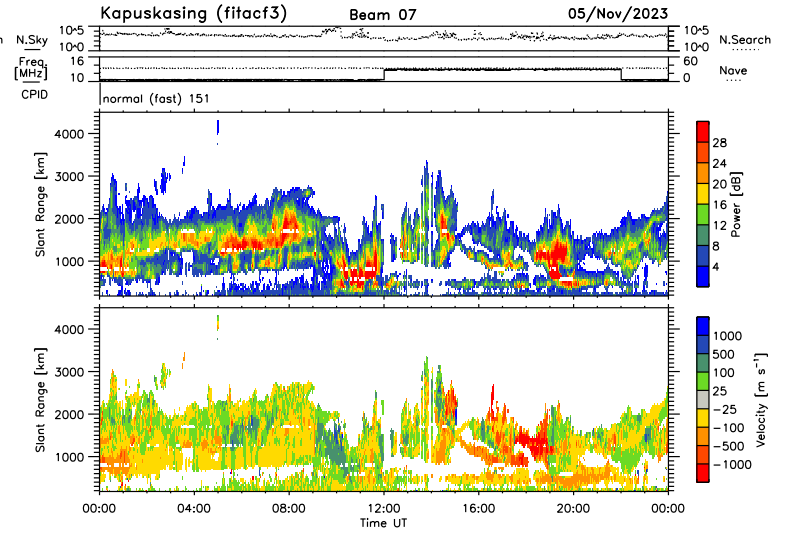 Kapuskasing (fitacf3) Beam 07 05/Nov/2023
n N.Sky 10^5 10^5 N.Search
10^0 10^0
Freq. 16 60
[MHz] 10 0 Nave
CPID normal (fast) 151
4000
3000
2000
1000
Slant Range [km]
28
24
20
16
12
8
4
Power [dB]
4000
3000
2000
1000
Slant Range [km]
1000
500
100
25
−25
−100
−500
−1000
Velocity [m s⁻¹]
00:00 04:00 08:00 12:00 16:00 20:00 00:00
Time UT